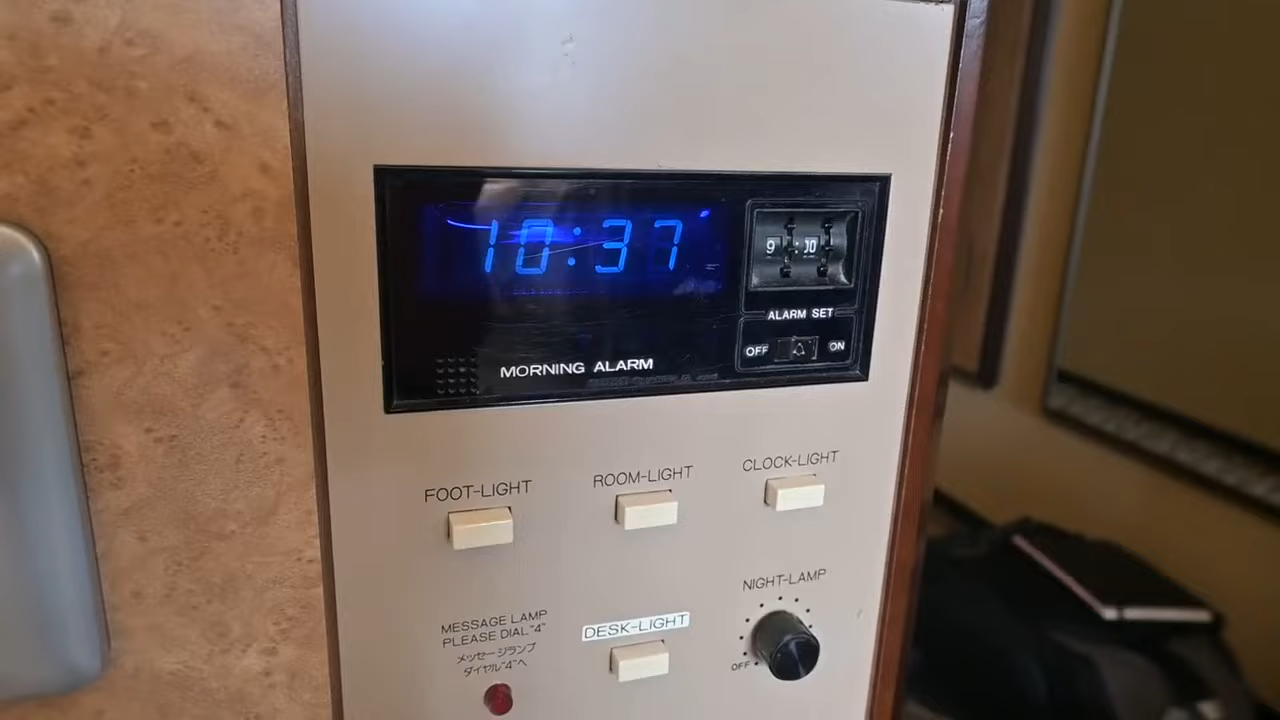 10:37
9 : 10
ALARM SET
OFF ON
MORNING ALARM
FOOT-LIGHT
ROOM-LIGHT
CLOCK-LIGHT
NIGHT-LAMP
OFF
MESSAGE LAMP
PLEASE DIAL "4"
メッセージランプ
ダイヤル"4"へ
DESK-LIGHT